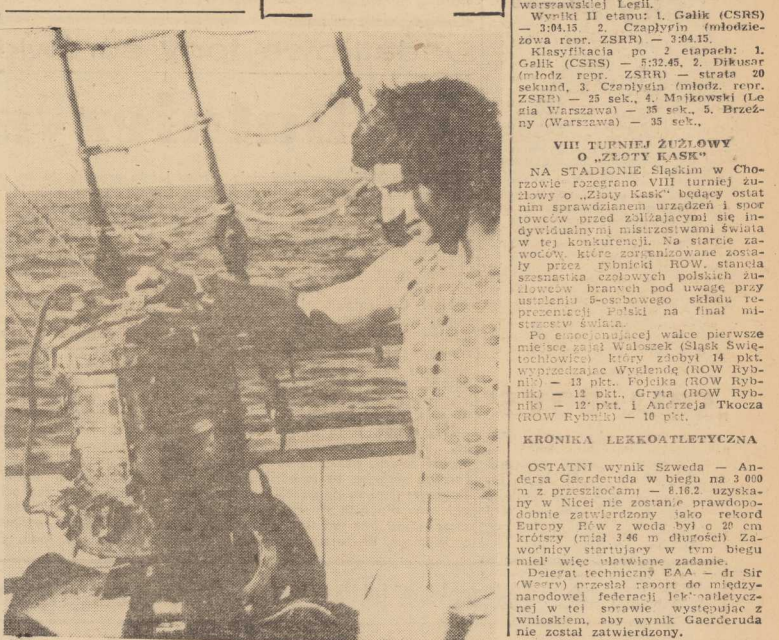 warszawskiej Legii.
Wyniki II etapu: 1. Galik (CSRS)
— 3:04.15, 2. Czapłygin (młodzie-
żowa repr. ZSRR) — 3:04.15.
Klasyfikacja po 2 etapach: 1.
Galik (CSRS) — 5:32.45, 2. Dikusar
(młodz repr. ZSRR) — strata 20
sekund, 3. Czapłygin (młodz. repr.
ZSRR) — 25 sek., 4. Majkowski (Le
gia Warszawa) — 35 sek., 5. Brzeź-
ny (Warszawa) — 35 sek.,
VIII TURNIEJ ŻUŻLOWY
O „ZŁOTY KASK”
NA STADIONIE Śląskim w Cho-
rzowie rozegrano VIII turniej żu-
żlowy o „Złoty Kask” będący ostat
nim sprawdzianem urządzeń i spor
towców przed zbliżającymi się in-
dywidualnymi mistrzostwami świata
w tej konkurencji. Na starcie za-
wodów, które zorganizowane zosta-
ły przez rybnicki ROW, stanęła
szesnastka czołowych polskich żu-
żlowców branych pod uwagę przy
ustaleniu 5-osobowego składu re-
prezentacji Polski na finał mi-
strzostw świata.
Po emocjonującej walce pierwsze
miejsce zajął Waloszek (Śląsk Świę-
tochłowice) który zdobył 14 pkt.
wyprzedzając Wyglendę (ROW Ryb-
nik) — 13 pkt., Fojcika (ROW Ryb-
nik) — 12 pkt., Gryta (ROW Ryb-
nik) — 12 pkt. i Andrzeja Tkocza
(ROW Rybnik) — 10 pkt.
KRONIKA LEKKOATLETYCZNA
OSTATNI wynik Szweda — An-
dersa Gaerderuda w biegu na 3 000
m z przeszkodami — 8.16.2. uzyska-
ny w Nicei nie zostanie prawdopo-
dobnie zatwierdzony jako rekord
Europy Rów z wodą był o 20 cm
krótszy (miał 3.46 m długości) Za-
wodnicy startujący w tym biegu
mieli więc ułatwione zadanie.
Delegat techniczny EAA — dr Sir
(Węgry) przesłał raport do między-
narodowej federacji lekkoatletycz-
nej w tej sprawie, występując z
wnioskiem, aby wynik Gaerderuda
nie został zatwierdzony.